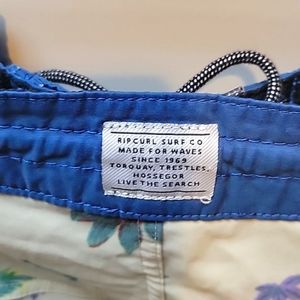 RIPCURL SURF CO
MADE FOR WAVES
SINCE 1969
TORQUAY, TRESTLES,
HOSSEGOR
LIVE THE SEARCH